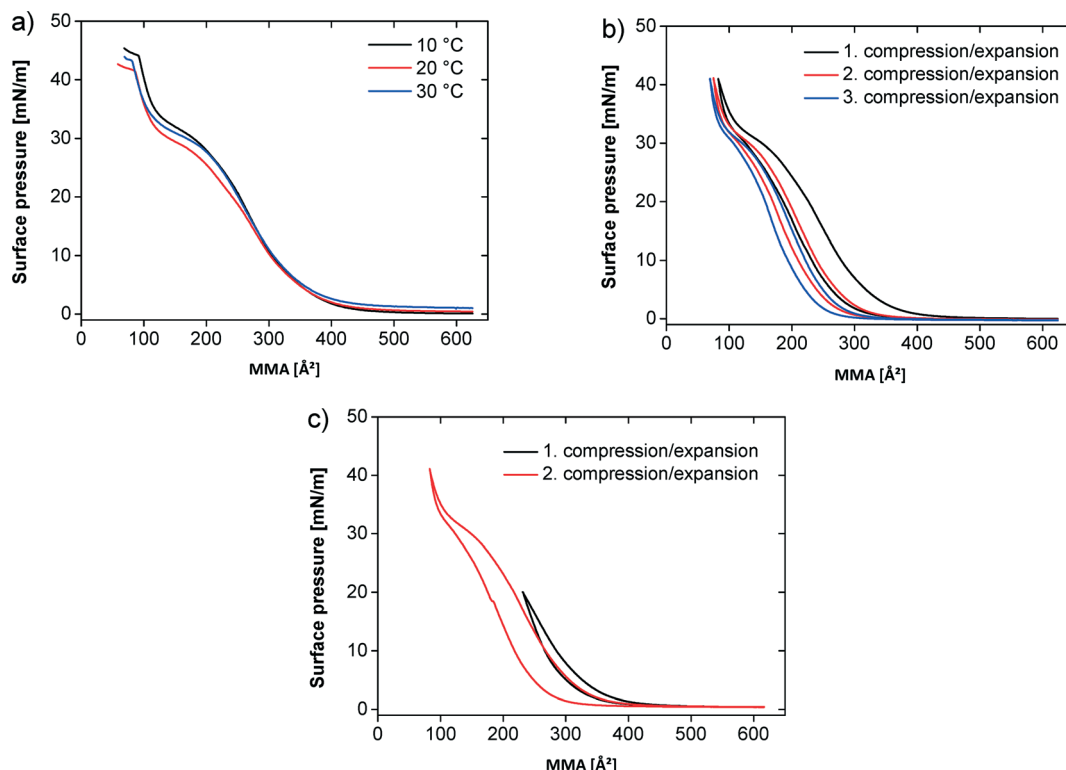 a)
50
40
30
20
10
0
Surface pressure [mN/m]
10 °C
20 °C
30 °C
0 100 200 300 400 500 600
MMA [Å²]
b)
50
40
30
20
10
0
Surface pressure [mN/m]
1. compression/expansion
2. compression/expansion
3. compression/expansion
0 100 200 300 400 500 600
MMA [Å²]
c)
50
40
30
20
10
0
Surface pressure [mN/m]
1. compression/expansion
2. compression/expansion
0 100 200 300 400 500 600
MMA [Å²]